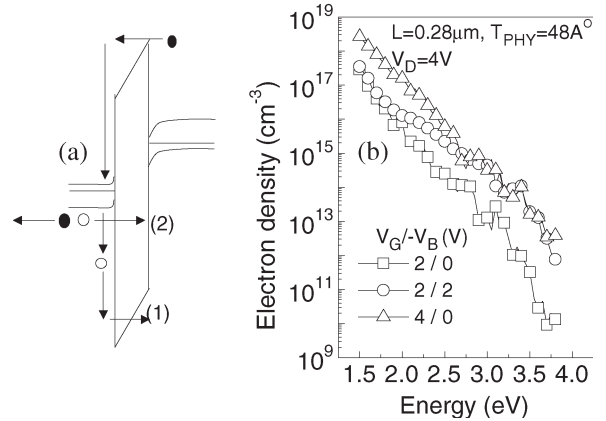 (a)
(2)
(1)
L=0.28μm, T_PHY=48A°
V_D=4V
(b)
V_G/-V_B (V)
2 / 0
2 / 2
4 / 0
Electron density (cm⁻³)
10¹⁹
10¹⁷
10¹⁵
10¹³
10¹¹
10⁹
1.5 2.0 2.5 3.0 3.5 4.0
Energy (eV)